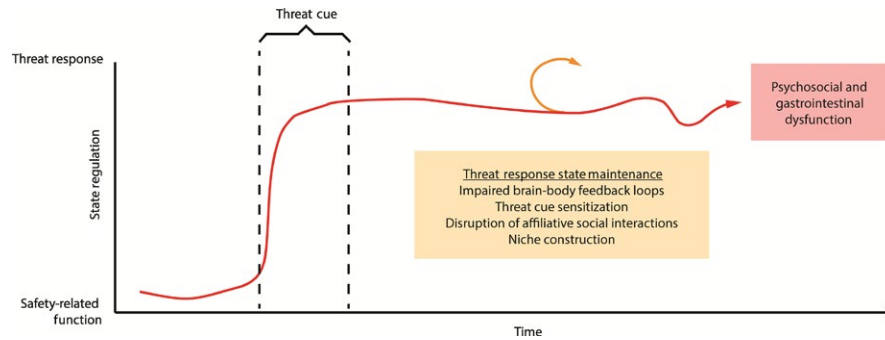 Threat cue
Threat response
State regulation
Safety-related
function
Time
Threat response state maintenance
Impaired brain-body feedback loops
Threat cue sensitization
Disruption of affiliative social interactions
Niche construction
Psychosocial and
gastrointestinal
dysfunction